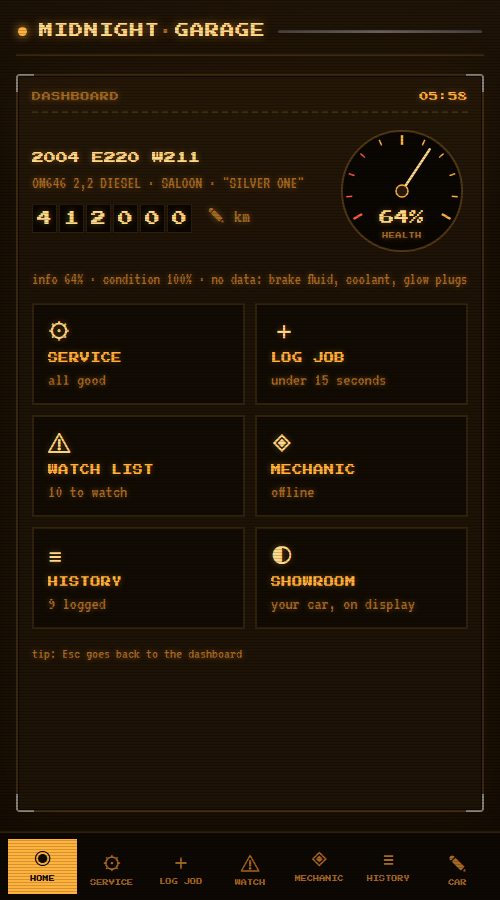 MIDNIGHT·GARAGE
DASHBOARD 05:58
2004 E220 W211
OM646 2,2 DIESEL · SALOON · "SILVER ONE"
412000 km
64%
HEALTH
info 64% · condition 100% · no data: brake fluid, coolant, glow plugs
SERVICE
all good
LOG JOB
under 15 seconds
WATCH LIST
10 to watch
MECHANIC
offline
HISTORY
9 logged
SHOWROOM
your car, on display
tip: Esc goes back to the dashboard
HOME SERVICE LOG JOB WATCH MECHANIC HISTORY CAR